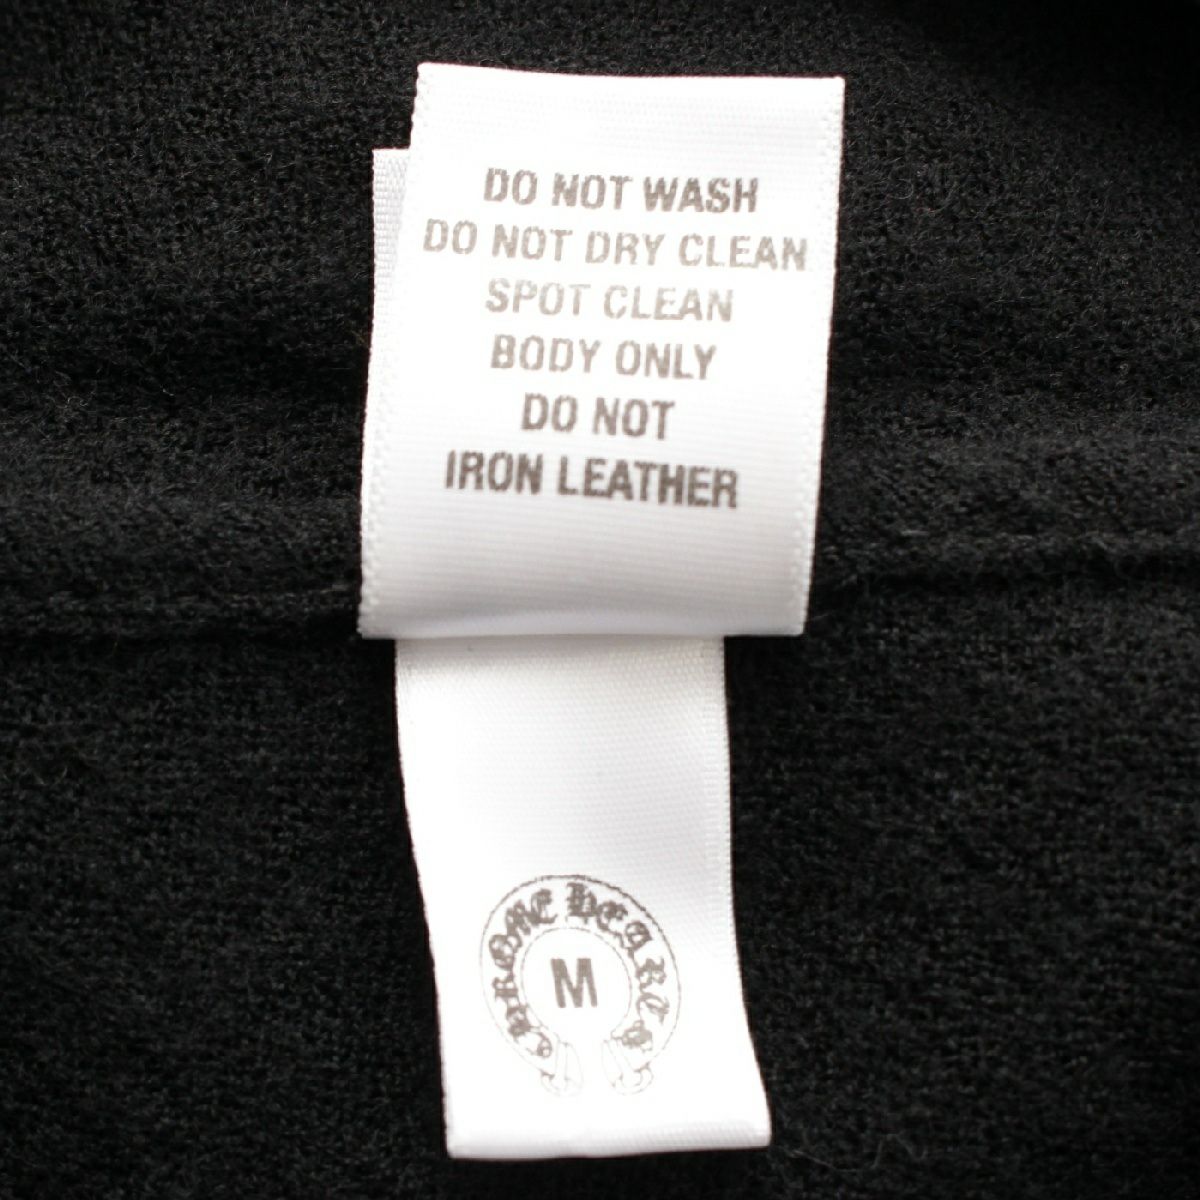 DO NOT WASH
DO NOT DRY CLEAN
SPOT CLEAN
BODY ONLY
DO NOT
IRON LEATHER
CHROME HEARTS
M